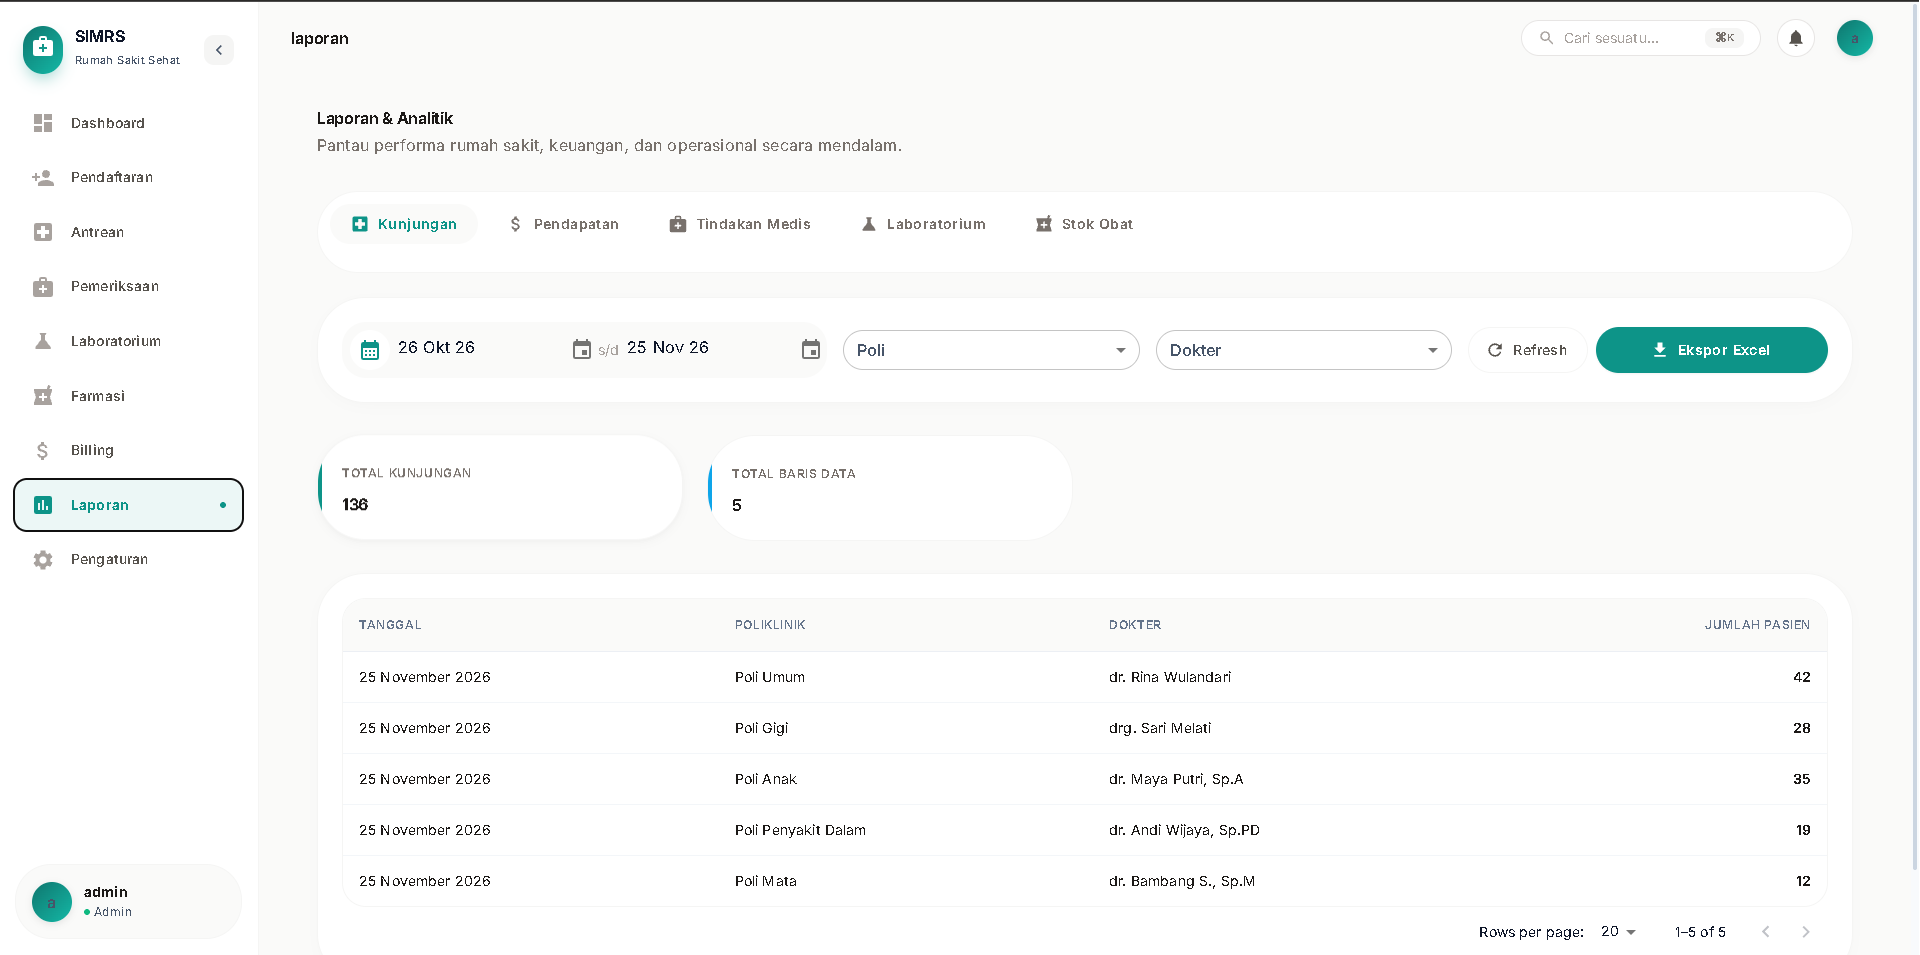 SIMRS
Rumah Sakit Sehat
Dashboard
Pendaftaran
Antrean
Pemeriksaan
Laboratorium
Farmasi
Billing
Laporan
Pengaturan
a
admin
Admin
laporan
Cari sesuatu...
⌘K
a
Laporan & Analitik
Pantau performa rumah sakit, keuangan, dan operasional secara mendalam.
Kunjungan
Pendapatan
Tindakan Medis
Laboratorium
Stok Obat
26 Okt 26 s/d 25 Nov 26
Poli
Dokter
Refresh
Ekspor Excel
TOTAL KUNJUNGAN
136
TOTAL BARIS DATA
5
TANGGAL POLIKLINIK DOKTER JUMLAH PASIEN
25 November 2026 Poli Umum dr. Rina Wulandari 42
25 November 2026 Poli Gigi drg. Sari Melati 28
25 November 2026 Poli Anak dr. Maya Putri, Sp.A 35
25 November 2026 Poli Penyakit Dalam dr. Andi Wijaya, Sp.PD 19
25 November 2026 Poli Mata dr. Bambang S., Sp.M 12
Rows per page: 20 1–5 of 5